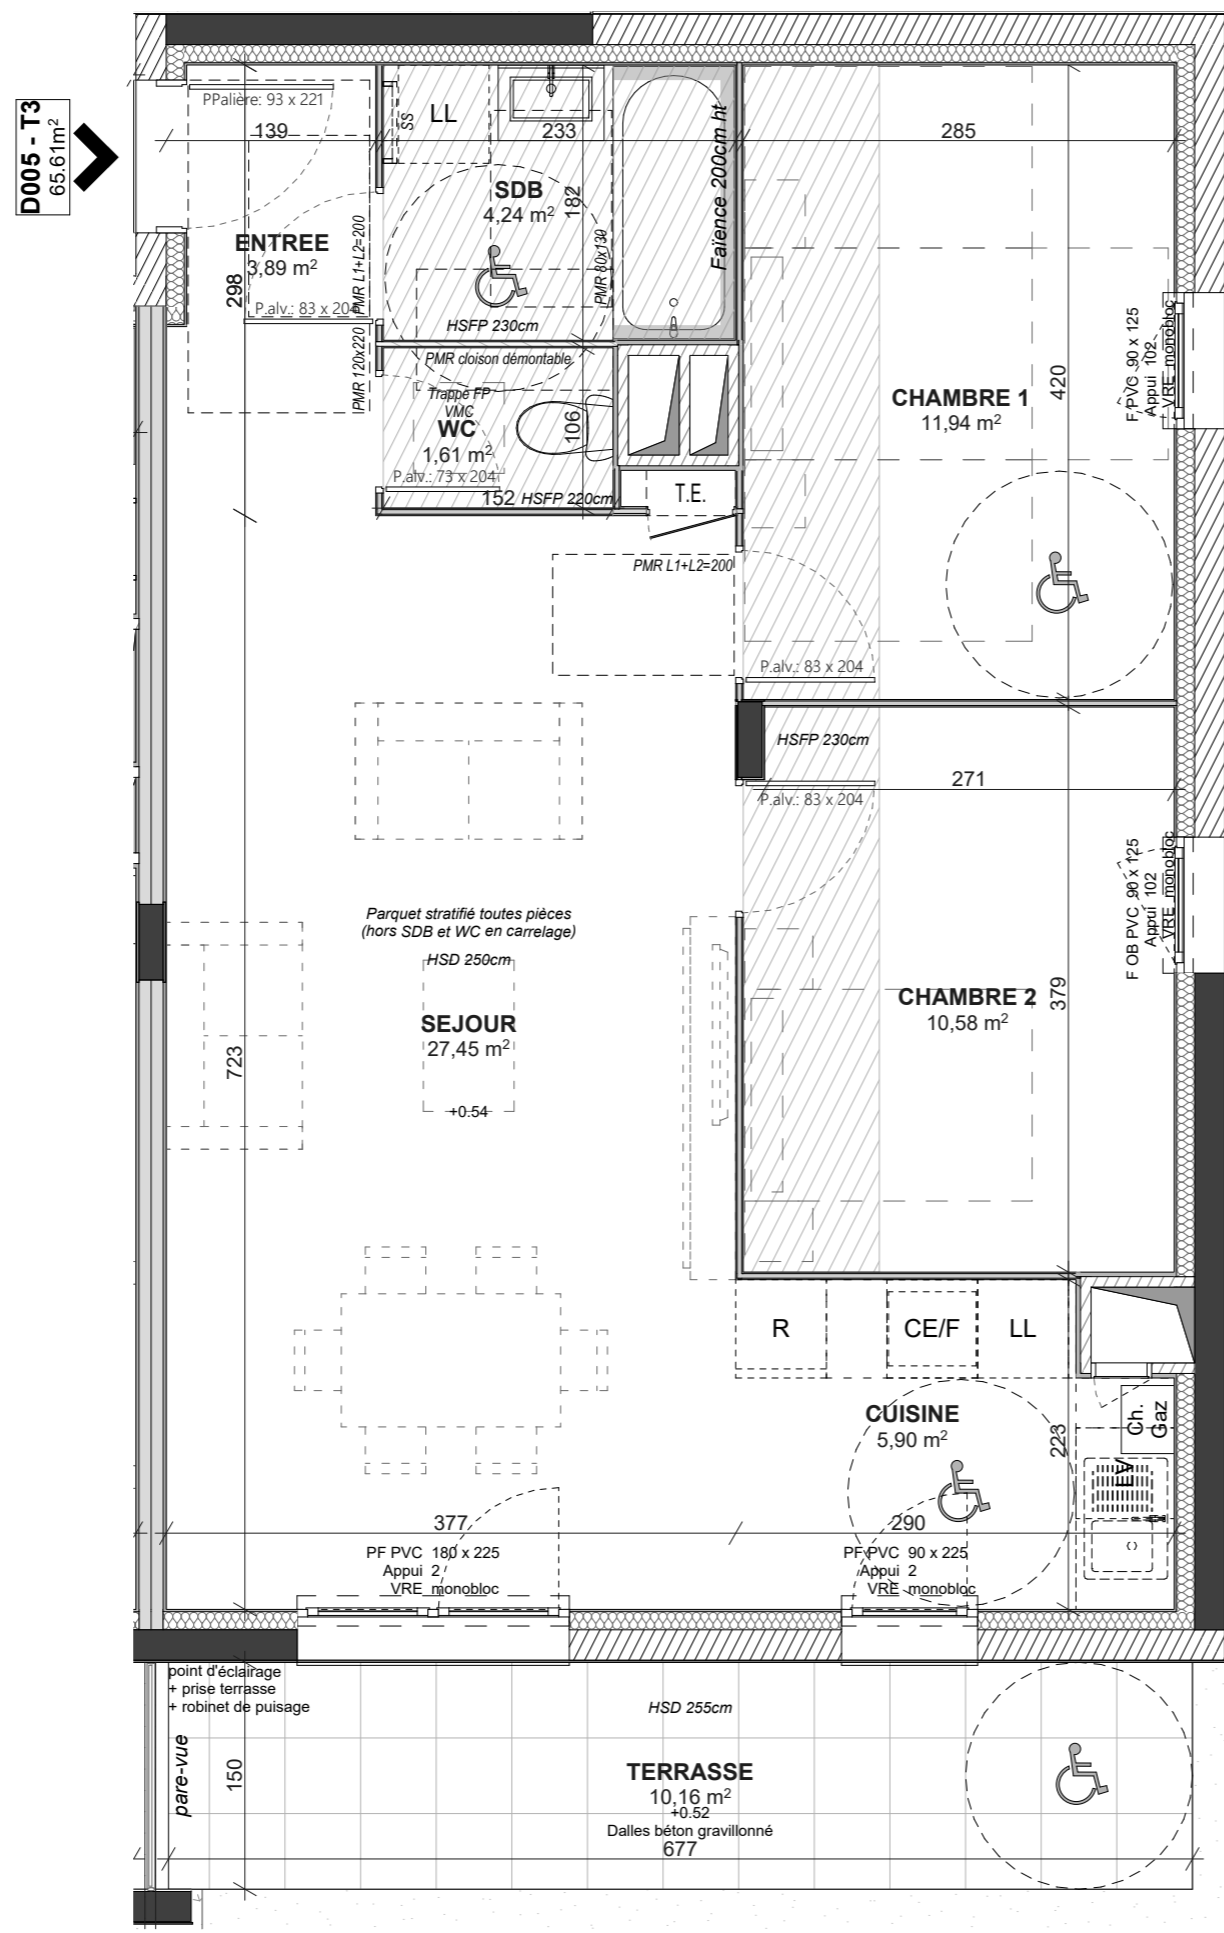 D005 - T3
65.61m²
PPalière: 93 x 221
139
ENTREE
3,89 m²
298
P.alv.: 83 x 204
PMR L1+L2=200
PMR 120x220
SS
LL
233
SDB
4,24 m²
182
PMR 80x130
HSFP 230cm
Faïence 200cm ht
PMR cloison démontable
Trappe FP
VMC
WC
1,61 m²
106
P.alv.: 73 x 204
152
HSFP 220cm
T.E.
PMR L1+L2=200
285
CHAMBRE 1
11,94 m²
420
F PVC 90 x 125
Appui 102
VRE monobloc
P.alv.: 83 x 204
HSFP 230cm
271
P.alv.: 83 x 204
F OB PVC 90 x 125
Appui 102
VRE monobloc
CHAMBRE 2
10,58 m²
379
Parquet stratifié toutes pièces
(hors SDB et WC en carrelage)
HSD 250cm
SEJOUR
27,45 m²
+0.54
723
R
CE/F
LL
CUISINE
5,90 m²
223
Ch.
Gaz
EV
377
290
PF PVC 180 x 225
Appui 2
VRE monobloc
PF PVC 90 x 225
Appui 2
VRE monobloc
point d'éclairage
+ prise terrasse
+ robinet de puisage
pare-vue
150
HSD 255cm
TERRASSE
10,16 m²
+0.52
Dalles béton gravillonné
677